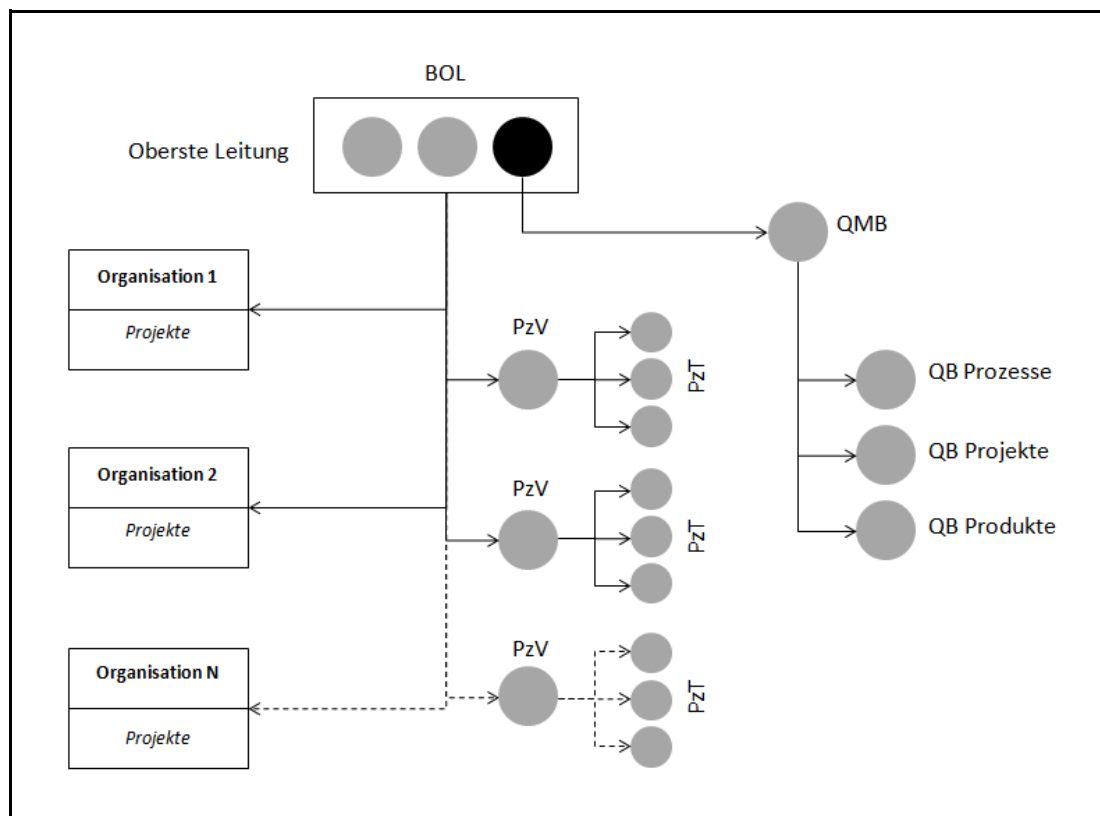 BOL
Oberste Leitung
QMB
Organisation 1
Projekte
PzV
PzT
QB Prozesse
QB Projekte
QB Produkte
Organisation 2
Projekte
PzV
PzT
Organisation N
Projekte
PzV
PzT